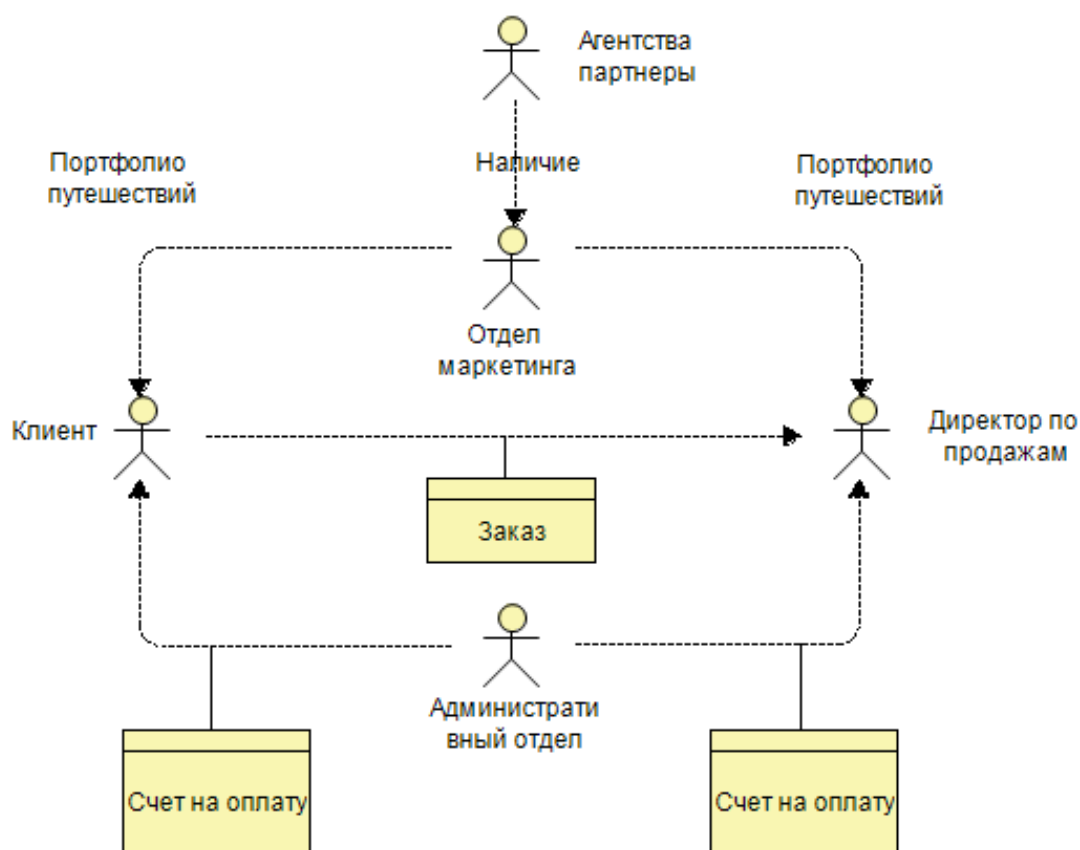 Агентства
партнеры
Портфолио
путешествий
Наличие
Портфолио
путешествий
Отдел
маркетинга
Клиент
Директор по
продажам
Заказ
Администрати
вный отдел
Счет на оплату
Счет на оплату